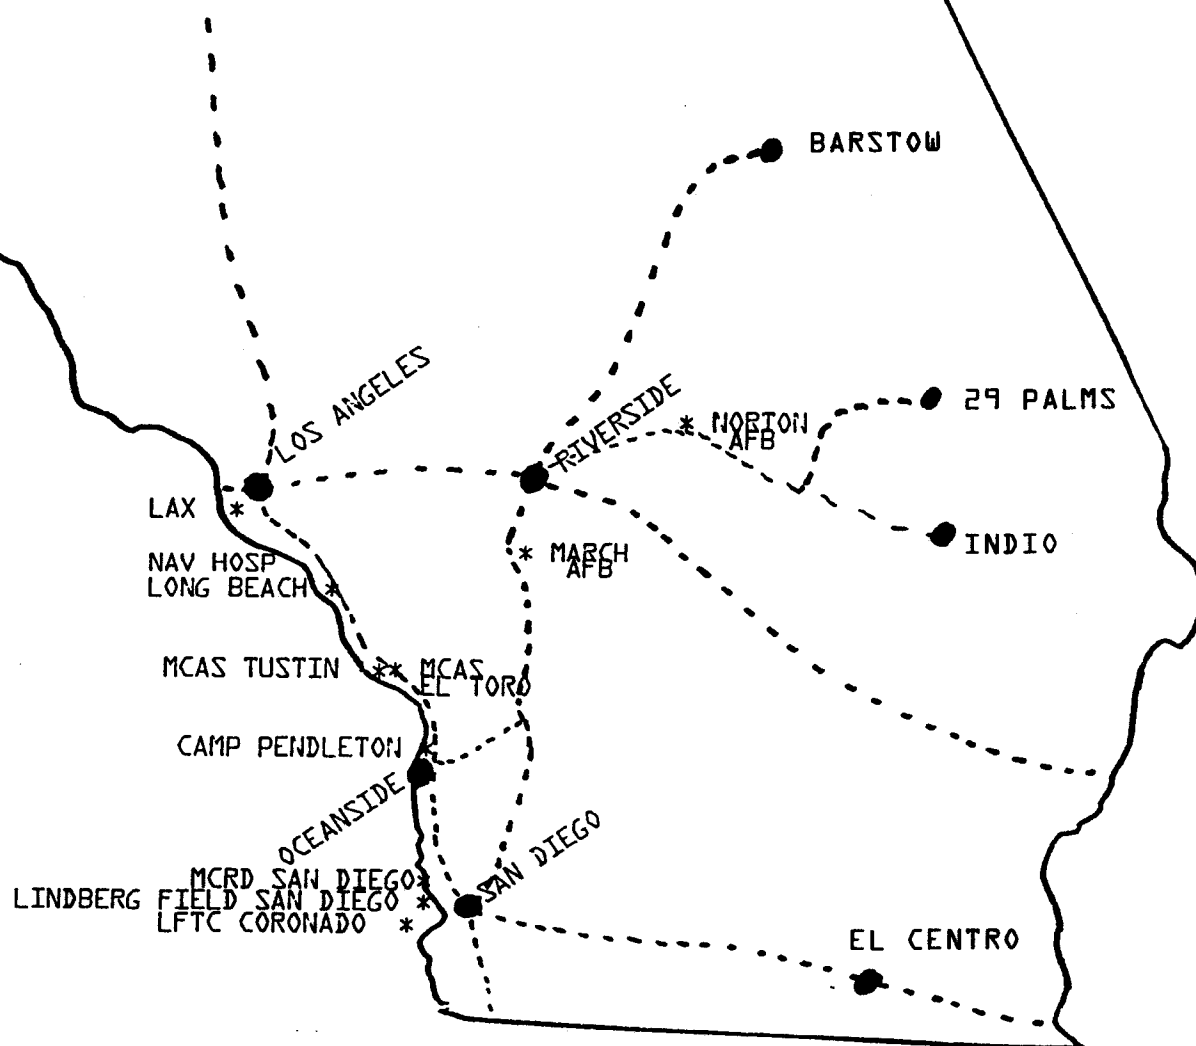 BARSTOW
LOS ANGELES
RIVERSIDE
29 PALMS
* NORTON
AFB
LAX *
INDIO
* MARCH
AFB
NAV HOSP
LONG BEACH *
MCAS TUSTIN *
* MCAS
EL TORO
CAMP PENDLETON *
OCEANSIDE
SAN DIEGO
MCRD SAN DIEGO *
LINDBERG FIELD SAN DIEGO *
LFTC CORONADO *
EL CENTRO